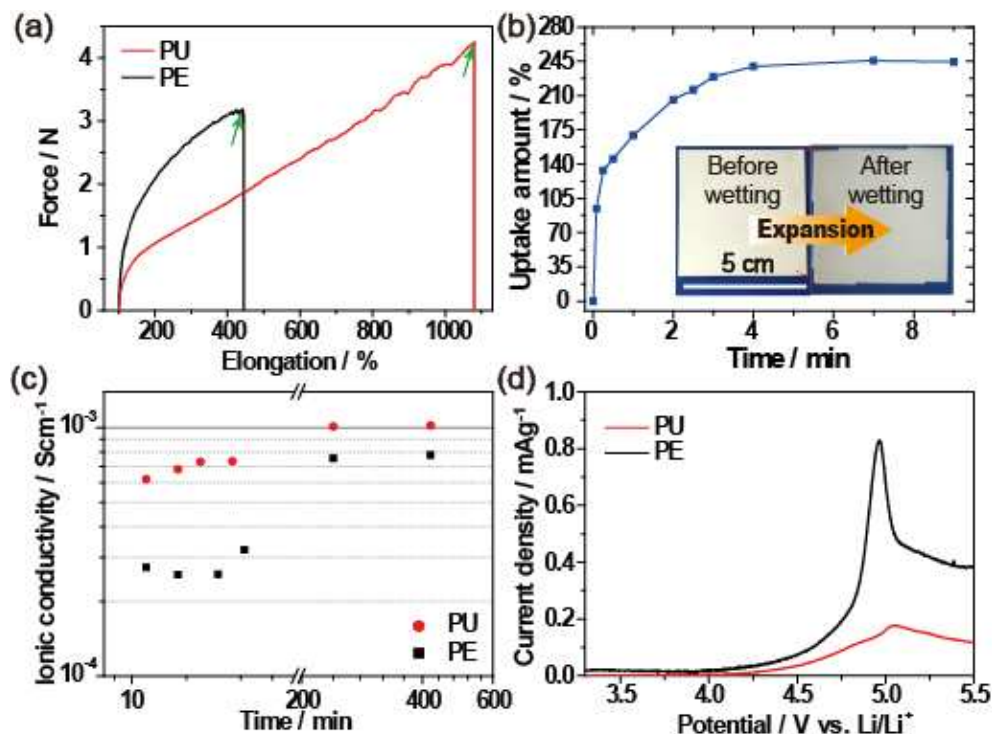 (a)
PU
PE
Force / N
4
3
2
1
0
200 400 600 800 1000
Elongation / %
(b)
Uptake amount / %
280
245
210
175
140
105
70
35
0
Before wetting
After wetting
Expansion
5 cm
0 2 4 6 8
Time / min
(c)
Ionic conductivity / Scm⁻¹
10⁻³
10⁻⁴
PU
PE
10 20 200 400 600
Time / min
(d)
Current density / mAg⁻¹
1.0
0.8
0.6
0.4
0.2
0.0
PU
PE
3.5 4.0 4.5 5.0 5.5
Potential / V vs. Li/Li⁺